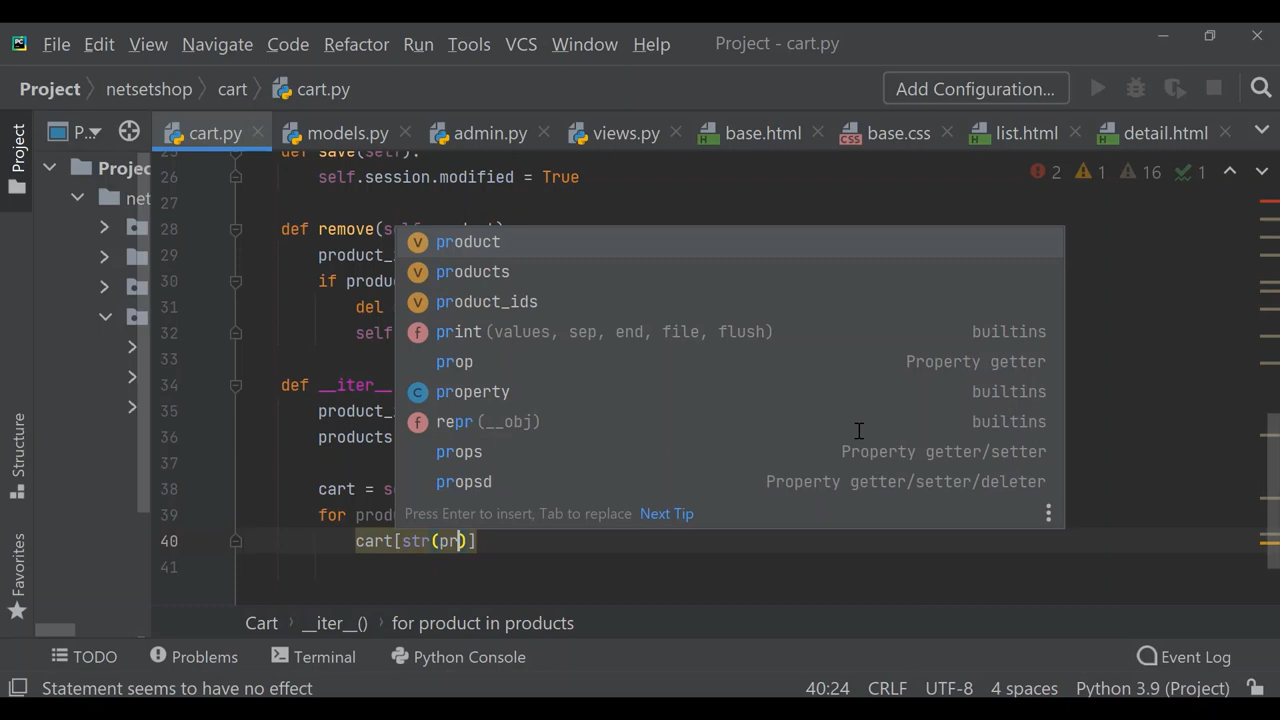 File Edit View Navigate Code Refactor Run Tools VCS Window Help Project - cart.py
Project netsetshop cart cart.py Add Configuration...
Project P.. cart.py models.py admin.py views.py base.html base.css list.html detail.html
Projec
net
2 1 16 1
26 self.session.modified = True
27
28 def remove(
29 product_
30 if
31 del
32 self
33
34 def __iter__
35 product_
36 products
37
38 cart =
39 for
40 cart[str(pr)]
41
product
products
product_ids
print(values, sep, end, file, flush) builtins
prop Property getter
property builtins
repr(__obj) builtins
props Property getter/setter
propsd Property getter/setter/deleter
Press Enter to insert, Tab to replace Next Tip
Structure
Favorites
Cart __iter__() for product in products
TODO Problems Terminal Python Console Event Log
Statement seems to have no effect 40:24 CRLF UTF-8 4 spaces Python 3.9 (Project)